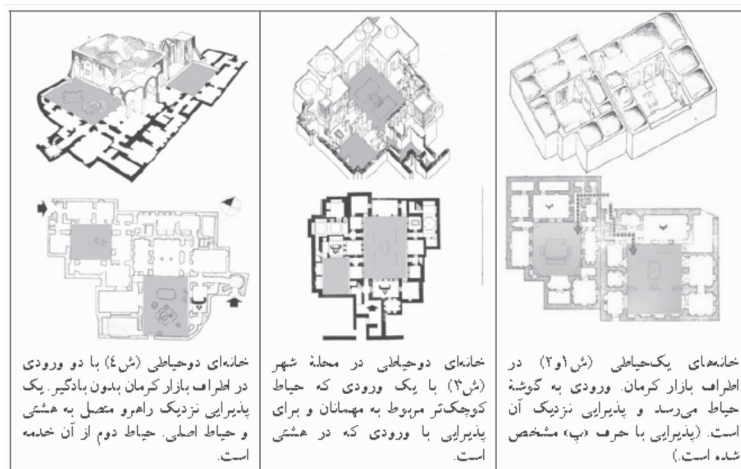 خانه‌های یک‌حیاطی (ش۱و۲) در
اطراف بازار کرمان. ورودی به گوشهٔ
حیاط می‌رسد و پذیرایی نزدیک آن
است. (پذیرایی با حرف «پ» مشخص
شده است.)
خانه‌ای دوحیاطی در محلهٔ شهر
(ش۳) با یک ورودی که حیاط
کوچک‌تر مربوط به مهمانان و برای
پذیرایی با ورودی که در هشتی
است.
خانه‌ای دوحیاطی (ش٤) با دو ورودی
در اطراف بازار کرمان بدون بادگیر. یک
پذیرایی نزدیک راهرو متصل به هشتی
و حیاط اصلی. حیاط دوم از آن خدمه
است.